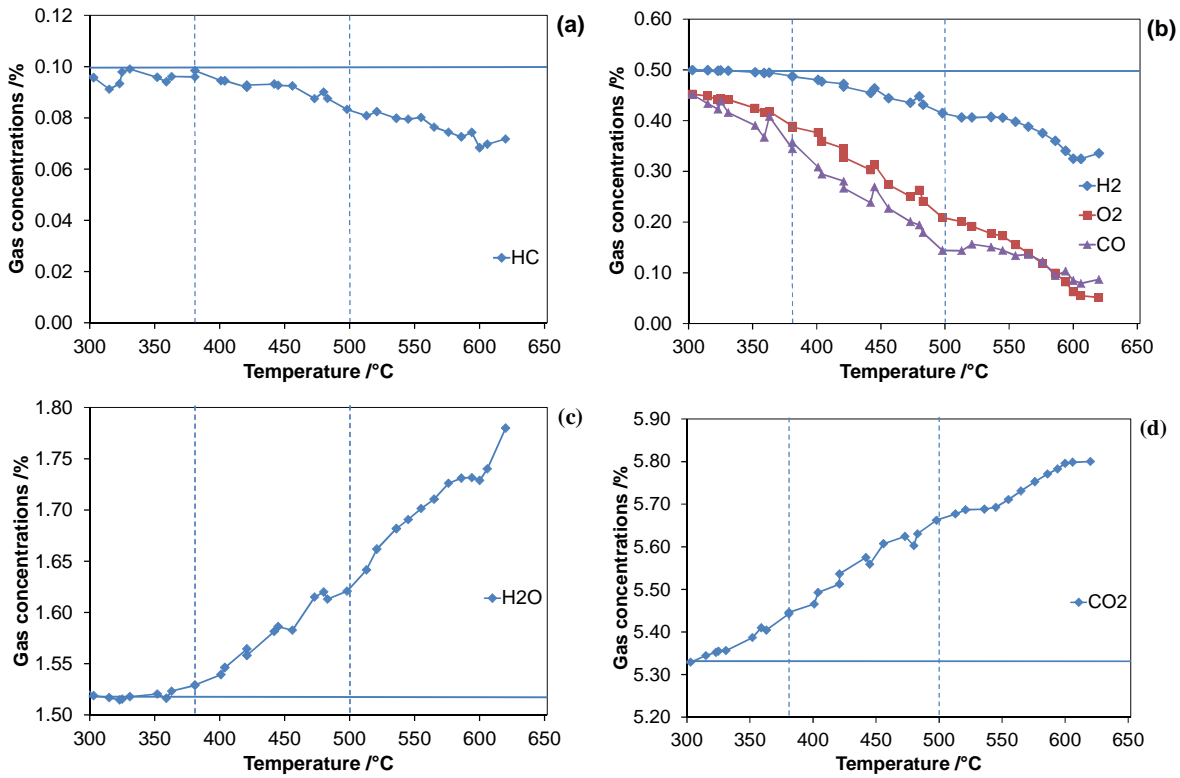 (a)
0.12
0.10
0.08
0.06
0.04
0.02
0.00
Gas concentrations /%
HC
300 350 400 450 500 550 600 650
Temperature /°C
(b)
0.60
0.50
0.40
0.30
0.20
0.10
0.00
Gas concentrations /%
H2
O2
CO
300 350 400 450 500 550 600 650
Temperature /°C
(c)
1.80
1.75
1.70
1.65
1.60
1.55
1.50
Gas concentrations /%
H2O
300 350 400 450 500 550 600 650
Temperature /°C
(d)
5.90
5.80
5.70
5.60
5.50
5.40
5.30
5.20
Gas concentrations /%
CO2
300 350 400 450 500 550 600 650
Temperature /°C